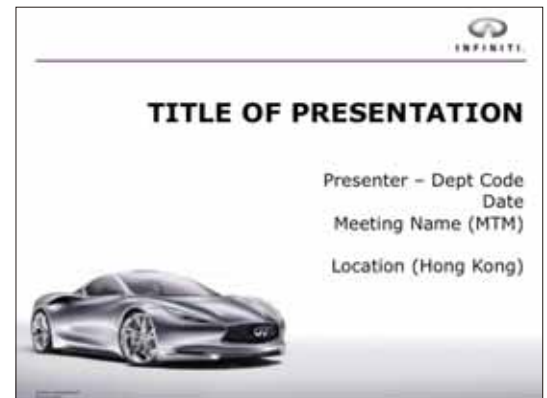 INFINITI.
TITLE OF PRESENTATION
Presenter – Dept Code
Date
Meeting Name (MTM)
Location (Hong Kong)